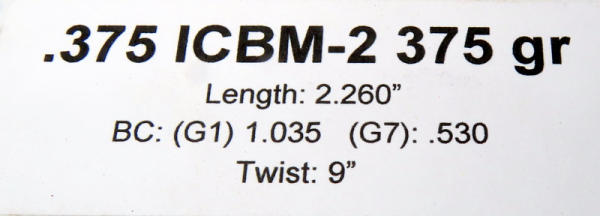 .375 ICBM-2 375 gr
Length: 2.260”
BC: (G1) 1.035 (G7): .530
Twist: 9”